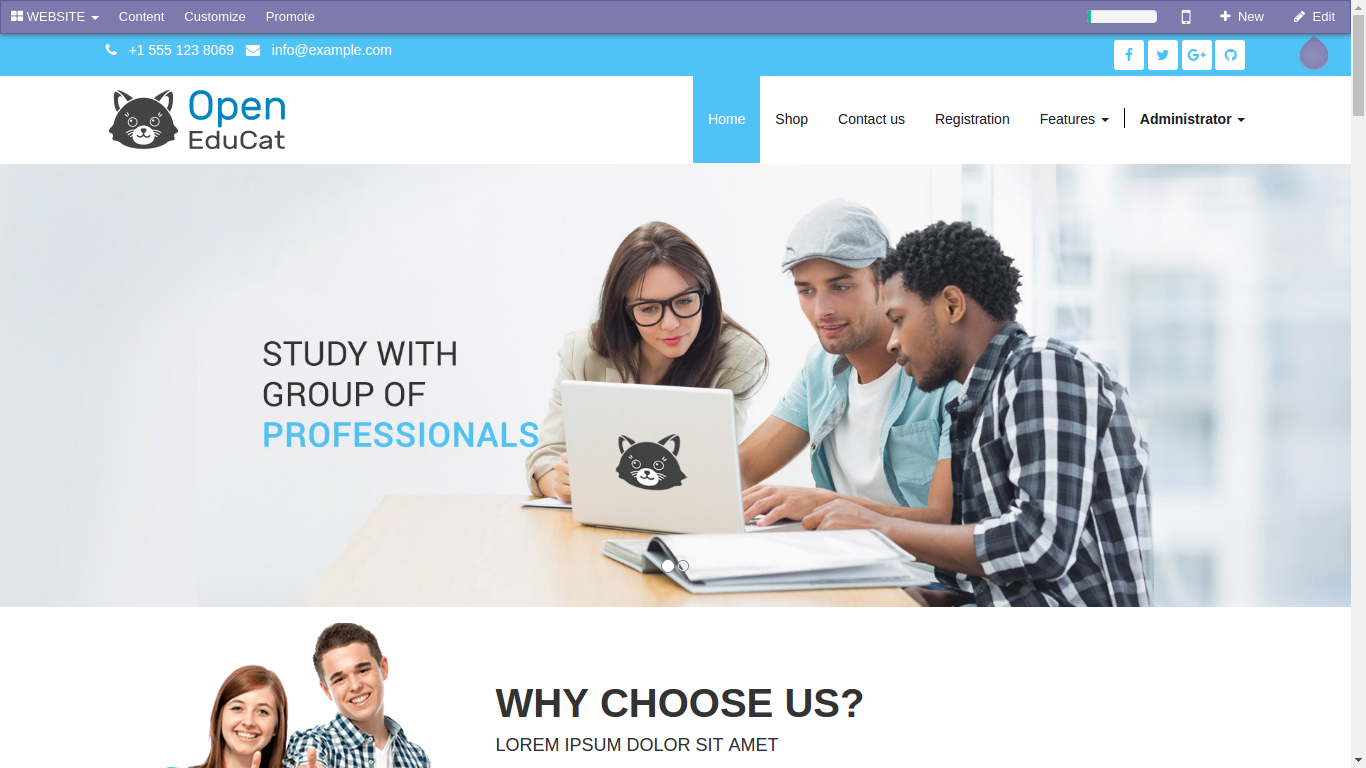 WEBSITE Content Customize Promote New Edit
+1 555 123 8069 info@example.com
Open
EduCat
Home Shop Contact us Registration Features Administrator
STUDY WITH
GROUP OF
PROFESSIONALS
WHY CHOOSE US?
LOREM IPSUM DOLOR SIT AMET